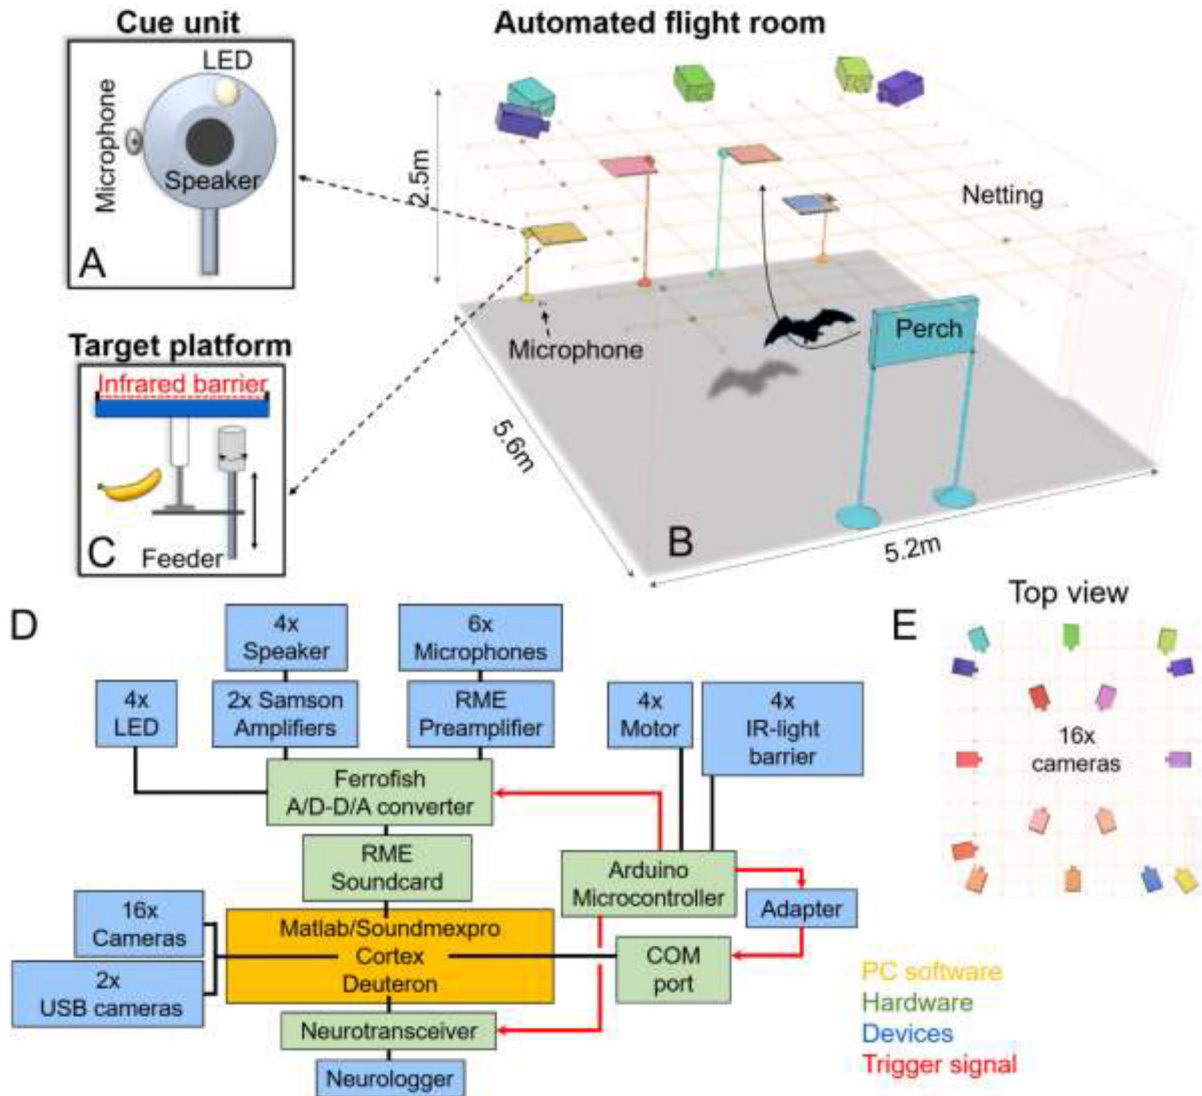 Cue unit
LED
Microphone
Speaker
A
Automated flight room
2.5m
Netting
Microphone
Perch
5.6m
5.2m
B
Target platform
Infrared barrier
C
Feeder
D
4x
Speaker
6x
Microphones
4x
LED
2x Samson
Amplifiers
RME
Preamplifier
4x
Motor
4x
IR-light
barrier
Ferrofish
A/D-D/A converter
RME
Soundcard
Arduino
Microcontroller
Adapter
16x
Cameras
2x
USB cameras
Matlab/Soundmexpro
Cortex
Deuteron
COM
port
Neurotransceiver
Neurologger
E
Top view
16x
cameras
PC software
Hardware
Devices
Trigger signal